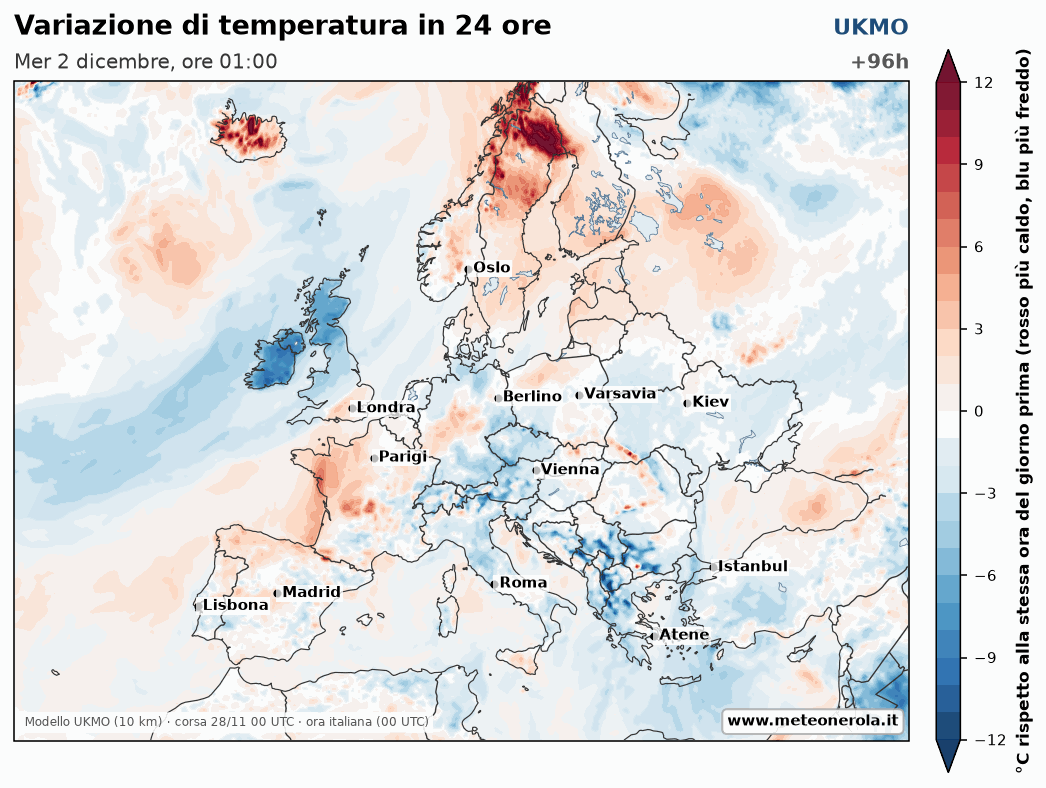 Variazione di temperatura in 24 ore
UKMO
Mer 2 dicembre, ore 01:00
+96h
Oslo
Londra
Berlino
Varsavia
Kiev
Parigi
Vienna
Istanbul
Roma
Madrid
Lisbona
Atene
Modello UKMO (10 km) · corsa 28/11 00 UTC · ora italiana (00 UTC)
www.meteonerola.it
12
9
6
3
0
−3
−6
−9
−12
°C rispetto alla stessa ora del giorno prima (rosso più caldo, blu più freddo)